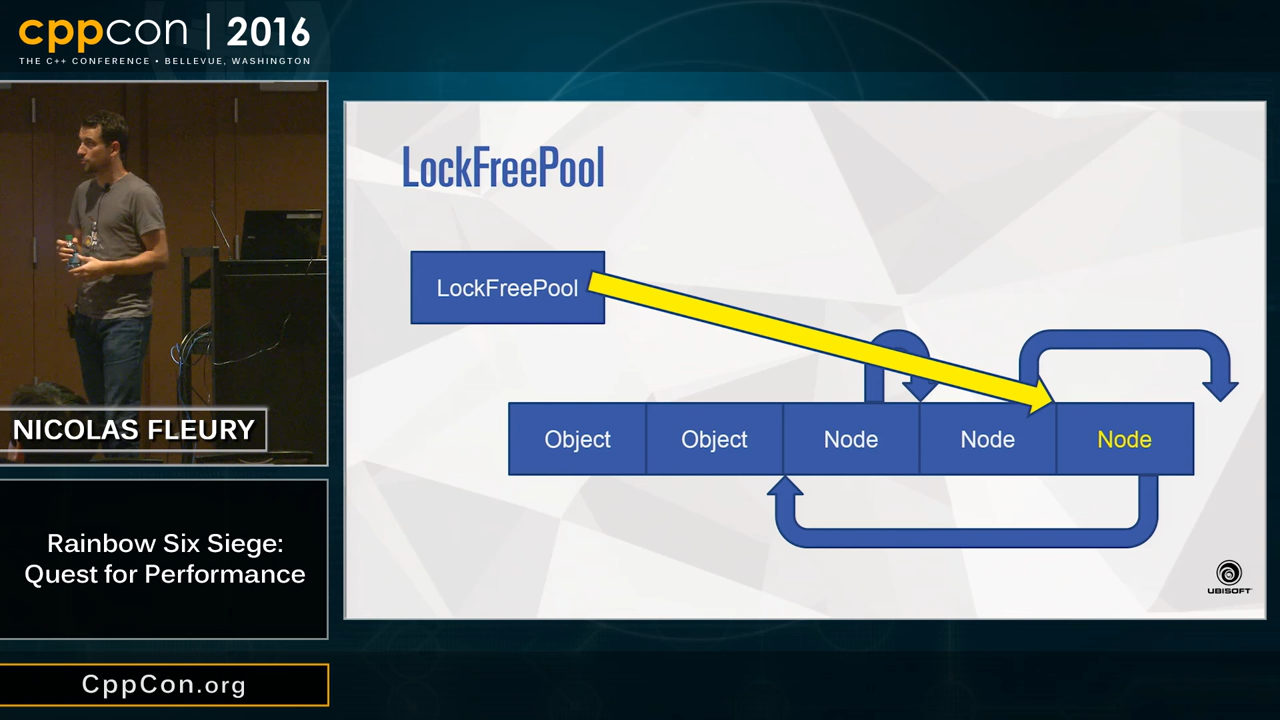 cppcon | 2016
THE C++ CONFERENCE • BELLEVUE, WASHINGTON
NICOLAS FLEURY
Rainbow Six Siege:
Quest for Performance
CppCon.org
LockFreePool
LockFreePool
Object Object Node Node Node
UBISOFT